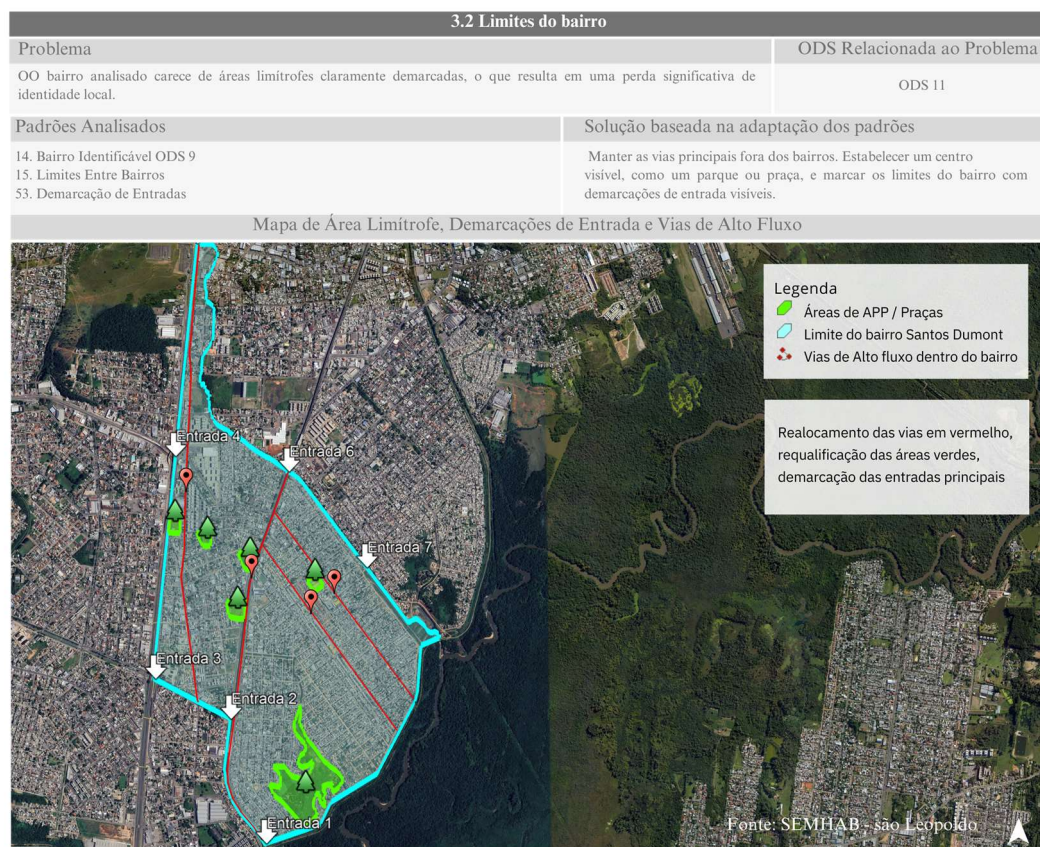 3.2 Limites do bairro
Problema
ODS Relacionada ao Problema
OO bairro analisado carece de áreas limítrofes claramente demarcadas, o que resulta em uma perda significativa de
identidade local.
ODS 11
Padrões Analisados
Solução baseada na adaptação dos padrões
14. Bairro Identificável ODS 9
15. Limites Entre Bairros
53. Demarcação de Entradas
Manter as vias principais fora dos bairros. Estabelecer um centro
visível, como um parque ou praça, e marcar os limites do bairro com
demarcações de entrada visíveis.
Mapa de Área Limítrofe, Demarcações de Entrada e Vias de Alto Fluxo
Legenda
Áreas de APP / Praças
Limite do bairro Santos Dumont
Vias de Alto fluxo dentro do bairro
Realocamento das vias em vermelho,
requalificação das áreas verdes,
demarcação das entradas principais
Entrada 4
Entrada 6
Entrada 7
Entrada 3
Entrada 2
Entrada 1
Fonte: SEMHAB - são Leopoldo